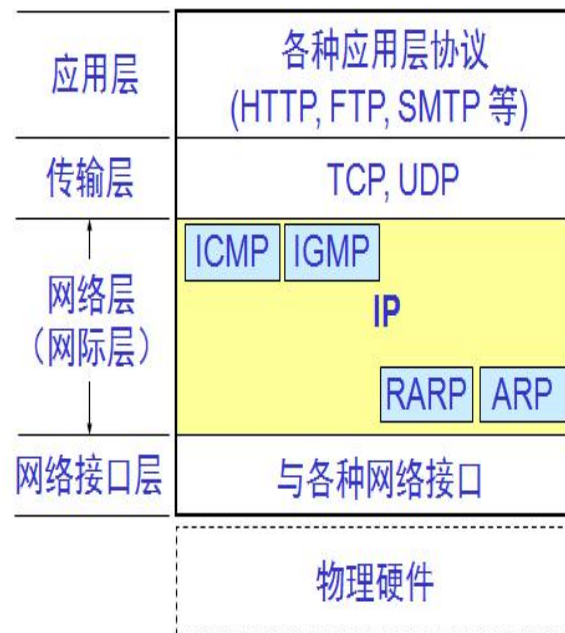 应用层
各种应用层协议
(HTTP, FTP, SMTP 等)
传输层
TCP, UDP
网络层
（网际层）
ICMP
IGMP
IP
RARP
ARP
网络接口层
与各种网络接口
物理硬件